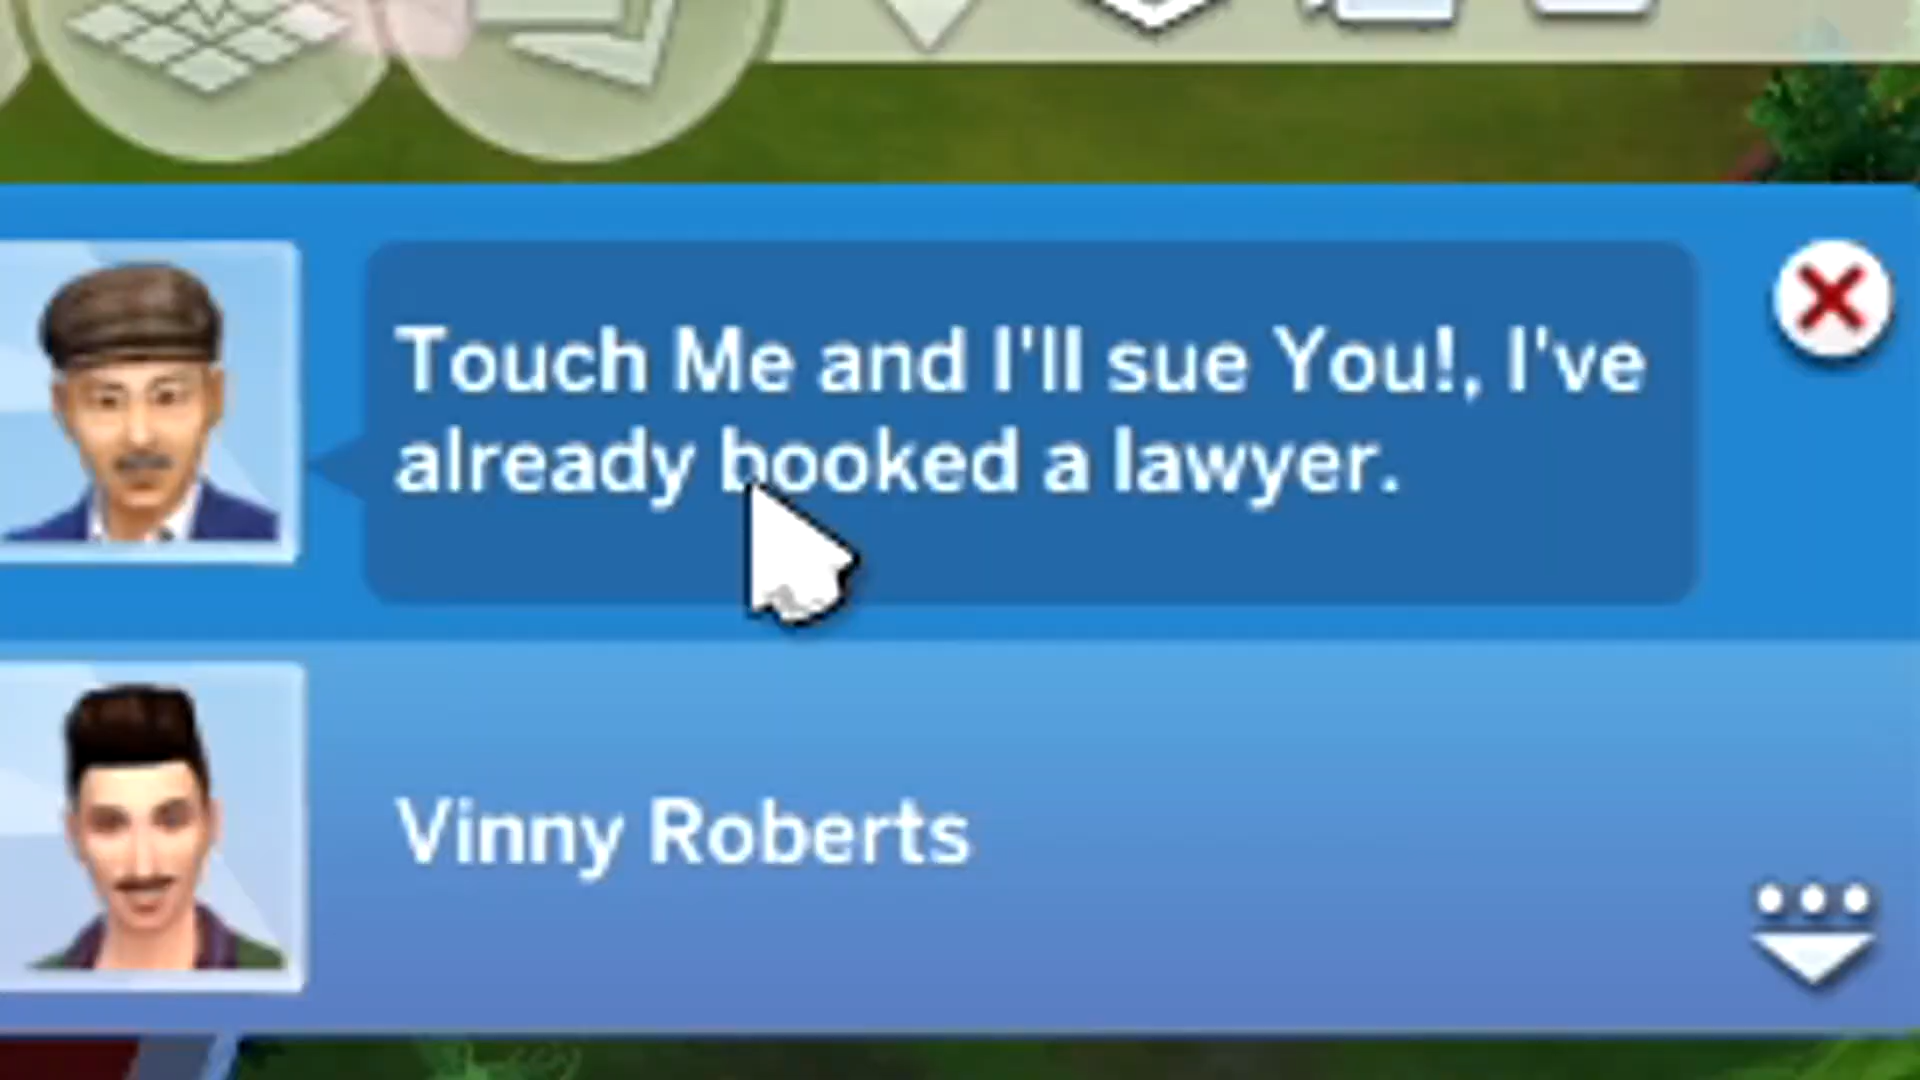 Touch Me and I'll sue You!, I've
already booked a lawyer.
Vinny Roberts